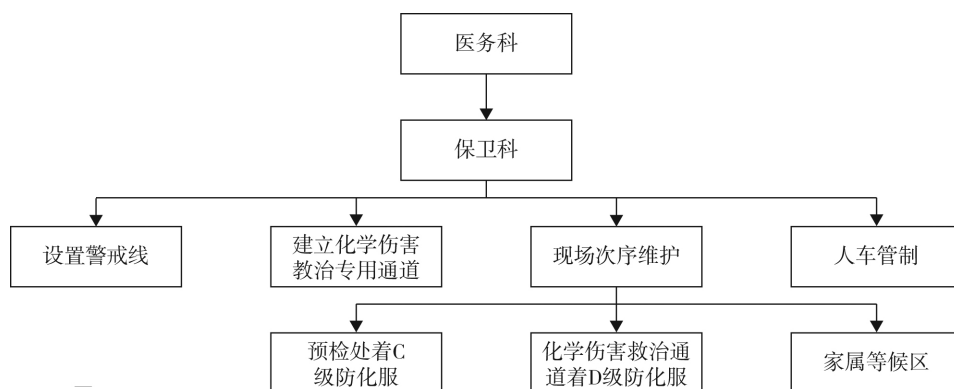 医务科
保卫科
设置警戒线
建立化学伤害
教治专用通道
现场次序维护
人车管制
预检处着C
级防化服
化学伤害救治通
道着D级防化服
家属等候区